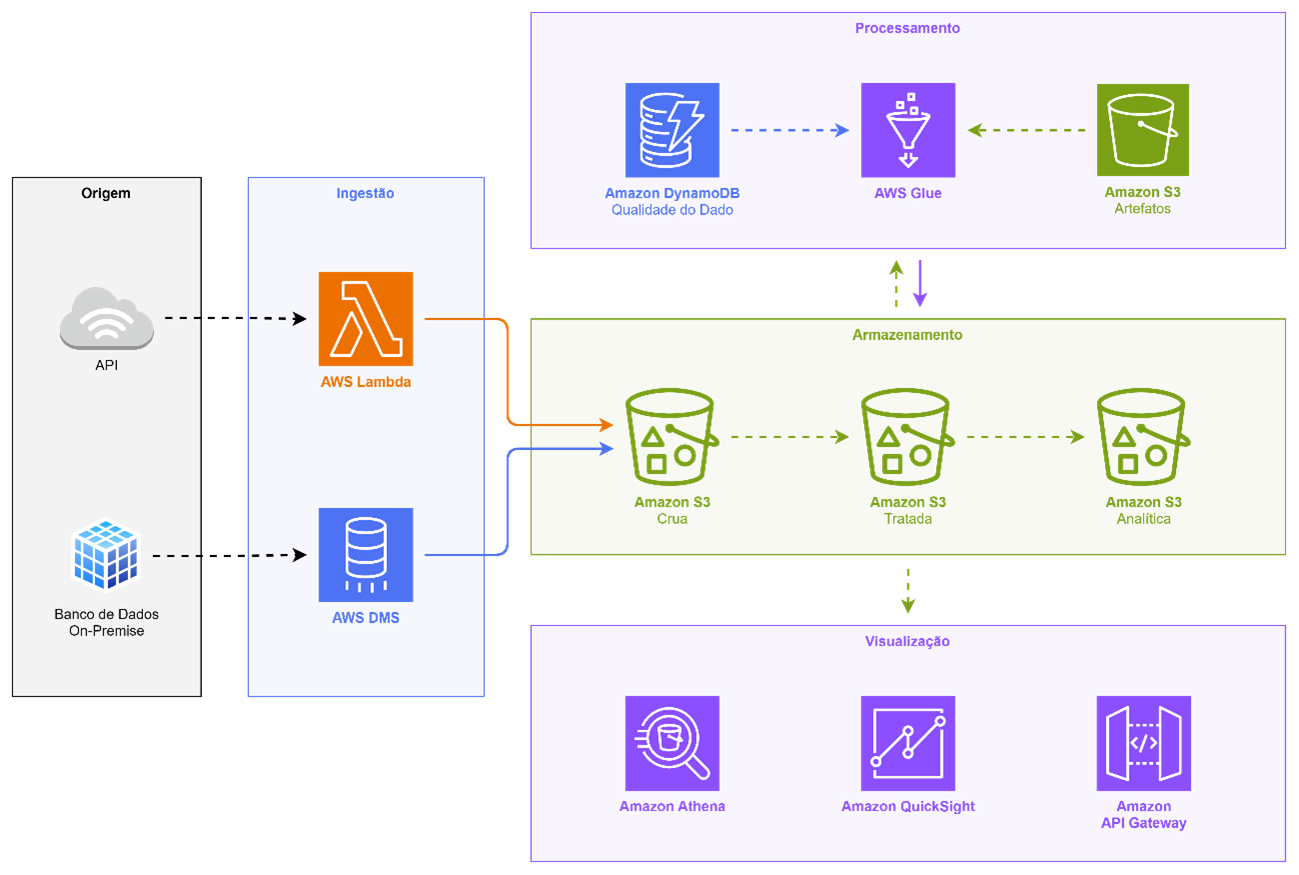 Processamento
Amazon DynamoDB
Qualidade do Dado
AWS Glue
Amazon S3
Artefatos
Origem
API
Banco de Dados
On-Premise
Ingestão
AWS Lambda
AWS DMS
Armazenamento
Amazon S3
Crua
Amazon S3
Tratada
Amazon S3
Analítica
Visualização
Amazon Athena
Amazon QuickSight
Amazon
API Gateway